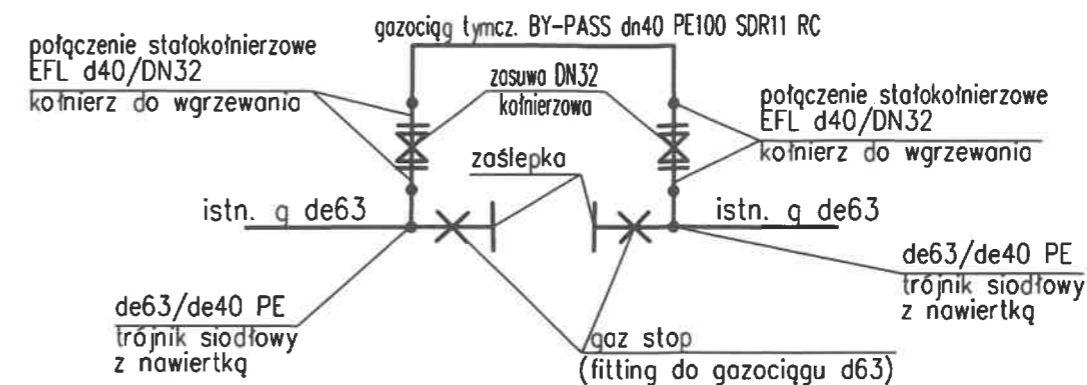 gazociąg tymcz. BY-PASS dn40 PE100 SDR11 RC
połączenie stałokołnierzowe
EFL d40/DN32
kołnierz do wgrzewania
zasuwa DN32
kołnierzowa
połączenie stałokołnierzowe
EFL d40/DN32
kołnierz do wgrzewania
zaślepka
istn. g de63
istn. g de63
de63/de40 PE
trójnik siodłowy
z nawiertką
de63/de40 PE
trójnik siodłowy
z nawiertką
gaz stop
(fitting do gazociągu d63)